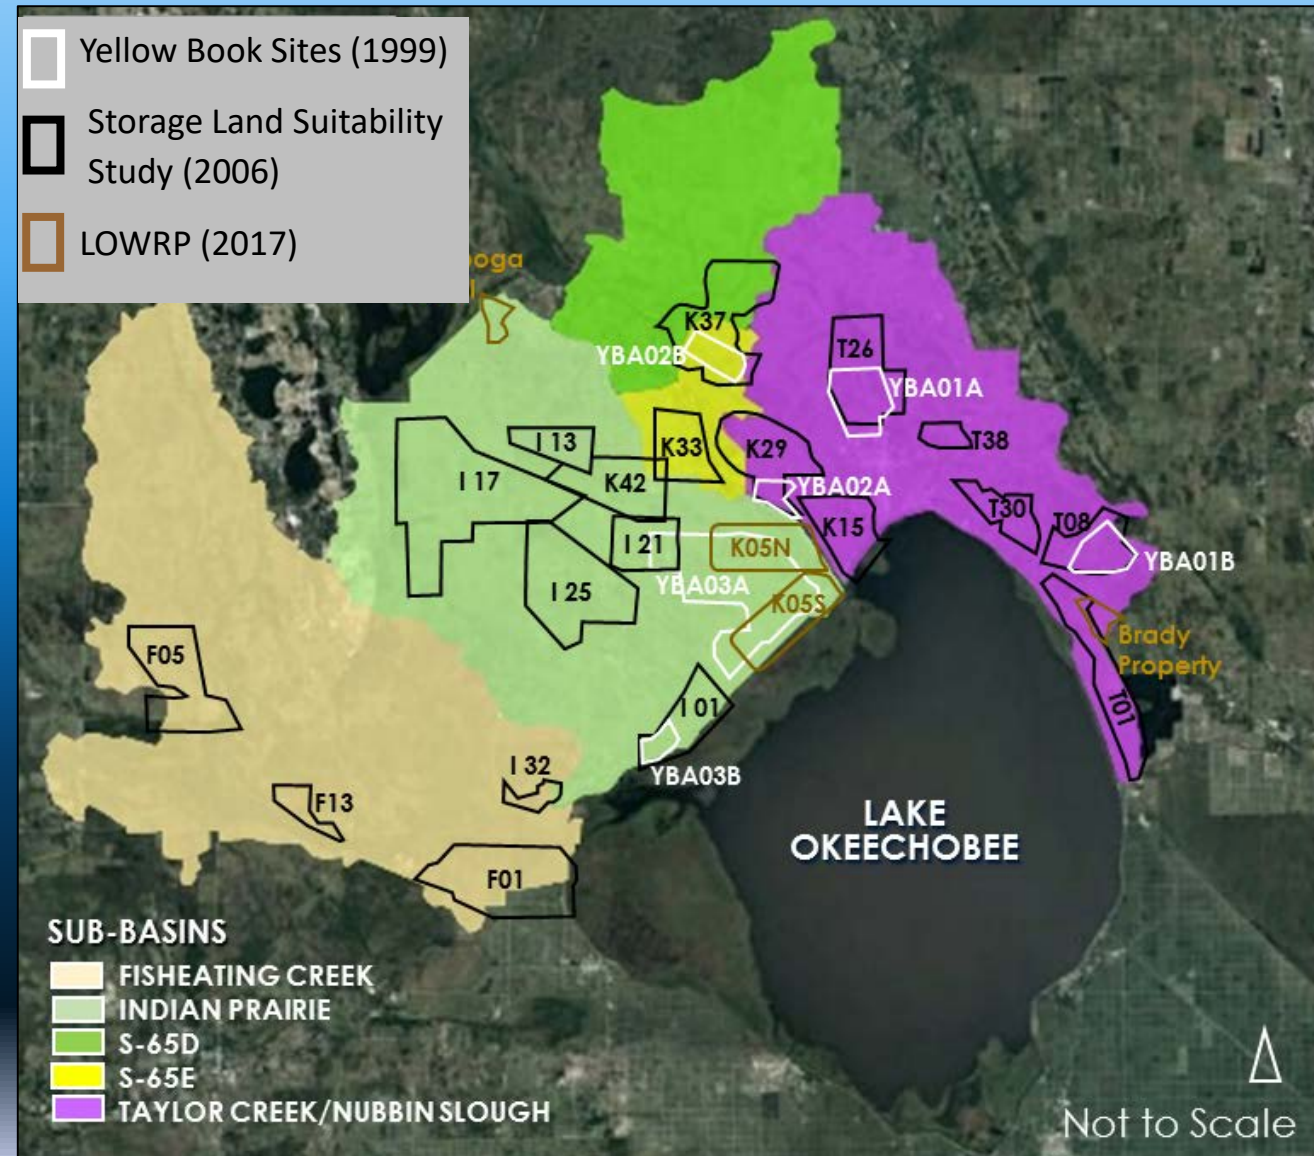 Yellow Book Sites (1999)
Storage Land Suitability
Study (2006)
LOWRP (2017)
K37
YBA02B
T26
YBA01A
I 13
K33
K29
T38
I 17
K42
YBA02A
T30
T08
K15
I 21
K05N
YBA01B
YBA03A
I 25
K05S
Brady
Property
F05
I 01
T01
I 32
YBA03B
F13
LAKE
OKEECHOBEE
F01
SUB-BASINS
FISHEATING CREEK
INDIAN PRAIRIE
S-65D
S-65E
TAYLOR CREEK/NUBBIN SLOUGH
Not to Scale